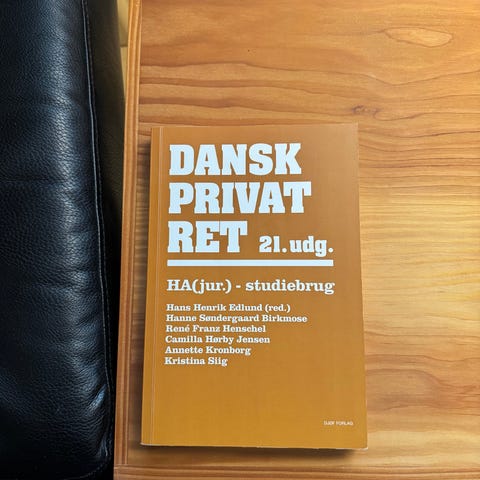 DANSK
PRIVAT
RET 21. udg.
HA(jur.) - studiebrug
Hans Henrik Edlund (red.)
Hanne Søndergaard Birkmose
René Franz Henschel
Camilla Hørby Jensen
Annette Kronborg
Kristina Siig
DJØF FORLAG